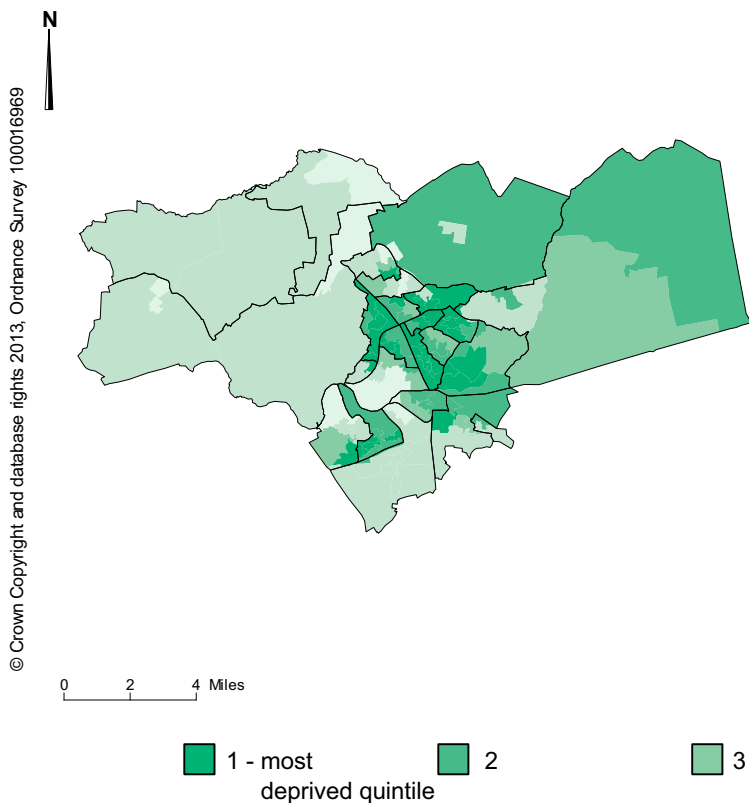 N
© Crown Copyright and database rights 2013, Ordnance Survey 100016969
0 2 4 Miles
1 - most 2 3
deprived quintile